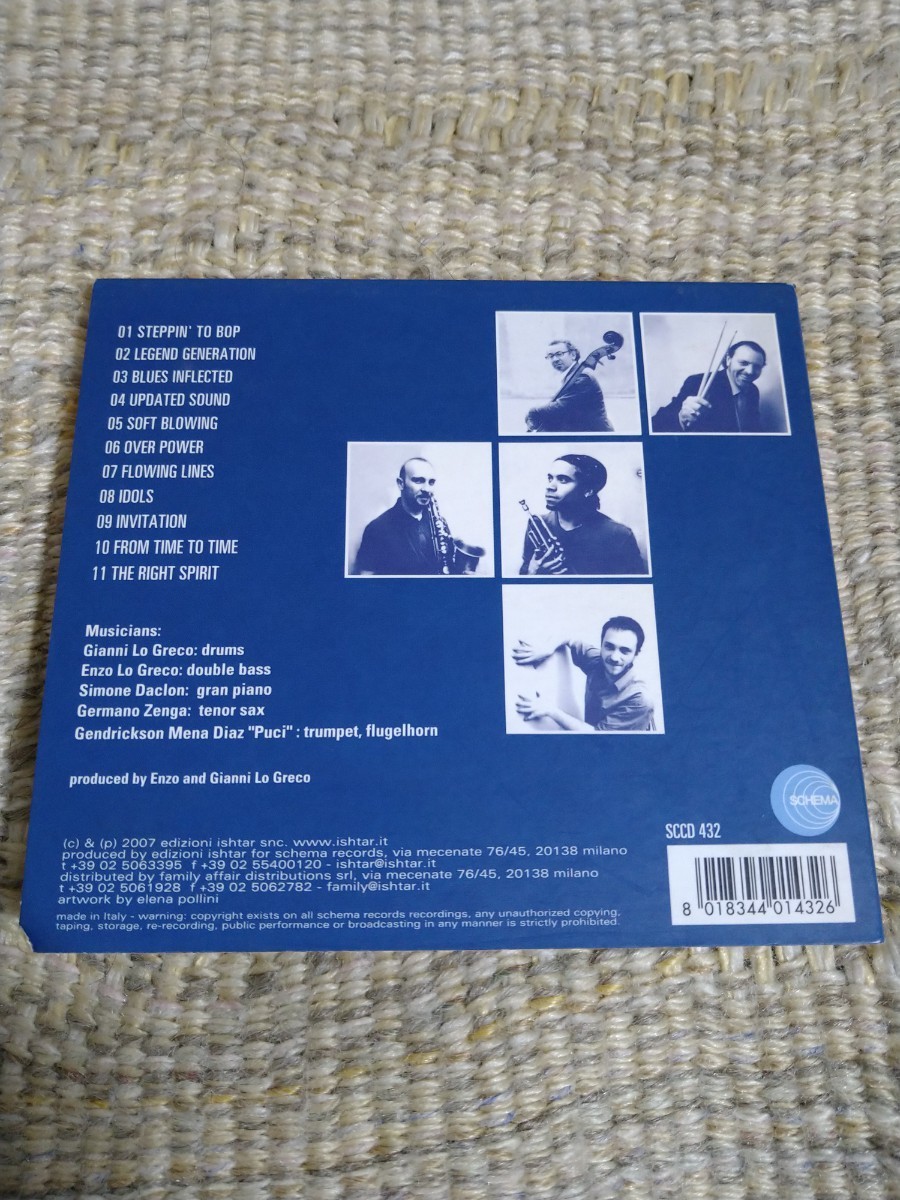 01 STEPPIN' TO BOP
02 LEGEND GENERATION
03 BLUES INFLECTED
04 UPDATED SOUND
05 SOFT BLOWING
06 OVER POWER
07 FLOWING LINES
08 IDOLS
09 INVITATION
10 FROM TIME TO TIME
11 THE RIGHT SPIRIT
Musicians:
Gianni Lo Greco: drums
Enzo Lo Greco: double bass
Simone Daclon: gran piano
Germano Zenga: tenor sax
Gendrickson Mena Diaz "Puci" : trumpet, flugelhorn
produced by Enzo and Gianni Lo Greco
(c) & (p) 2007 edizioni ishtar snc. www.ishtar.it
produced by edizioni ishtar for schema records, via mecenate 76/45, 20138 milano
t +39 02 5063395 f +39 02 55400120 - ishtar@ishtar.it
distributed by family affair distributions srl, via mecenate 76/45, 20138 milano
t +39 02 5061928 f +39 02 5062782 - family@ishtar.it
artwork by elena pollini
made in Italy - warning: copyright exists on all schema records recordings, any unauthorized copying,
taping, storage, re-recording, public performance or broadcasting in any manner is strictly prohibited.
SCHEMA
SCCD 432
8 018344 014326